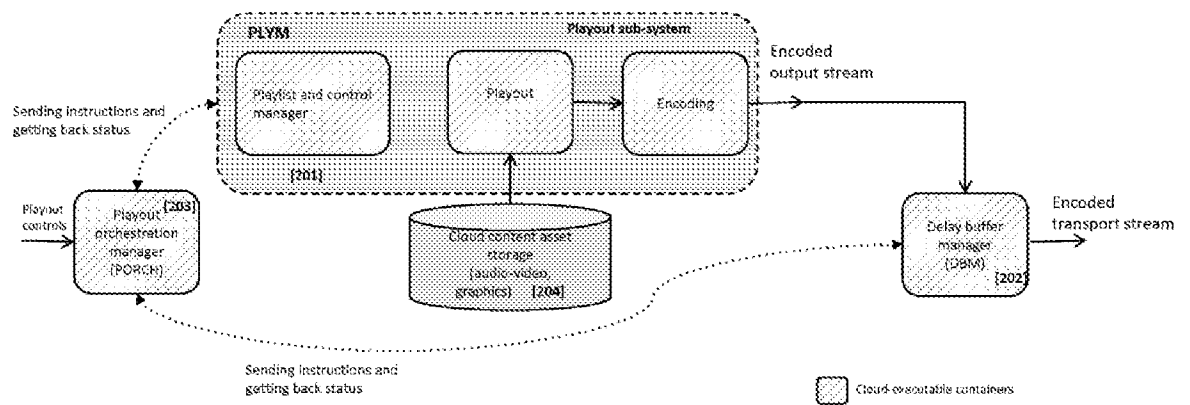 PLYM
Playout sub-system
Playlist and control
manager
[201]
Playout
Encoding
Encoded
output stream
Sending instructions and
getting back status
Playout
controls
[203]
Playout
orchestration
manager
(PORCH)
Cloud content asset
storage
(audio-video,
graphics) [204]
Delay buffer
manager
(DBM)
[202]
Encoded
transport stream
Sending instructions and
getting back status
Cloud-executable containers